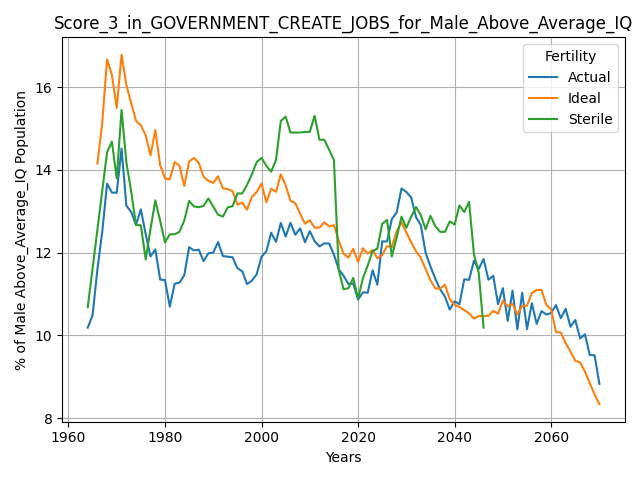 Score_3_in_GOVERNMENT_CREATE_JOBS_for_Male_Above_Average_IQ
Fertility
Actual
Ideal
Sterile
% of Male Above_Average_IQ Population
16
14
12
10
8
1960
1980
2000
2020
2040
2060
Years